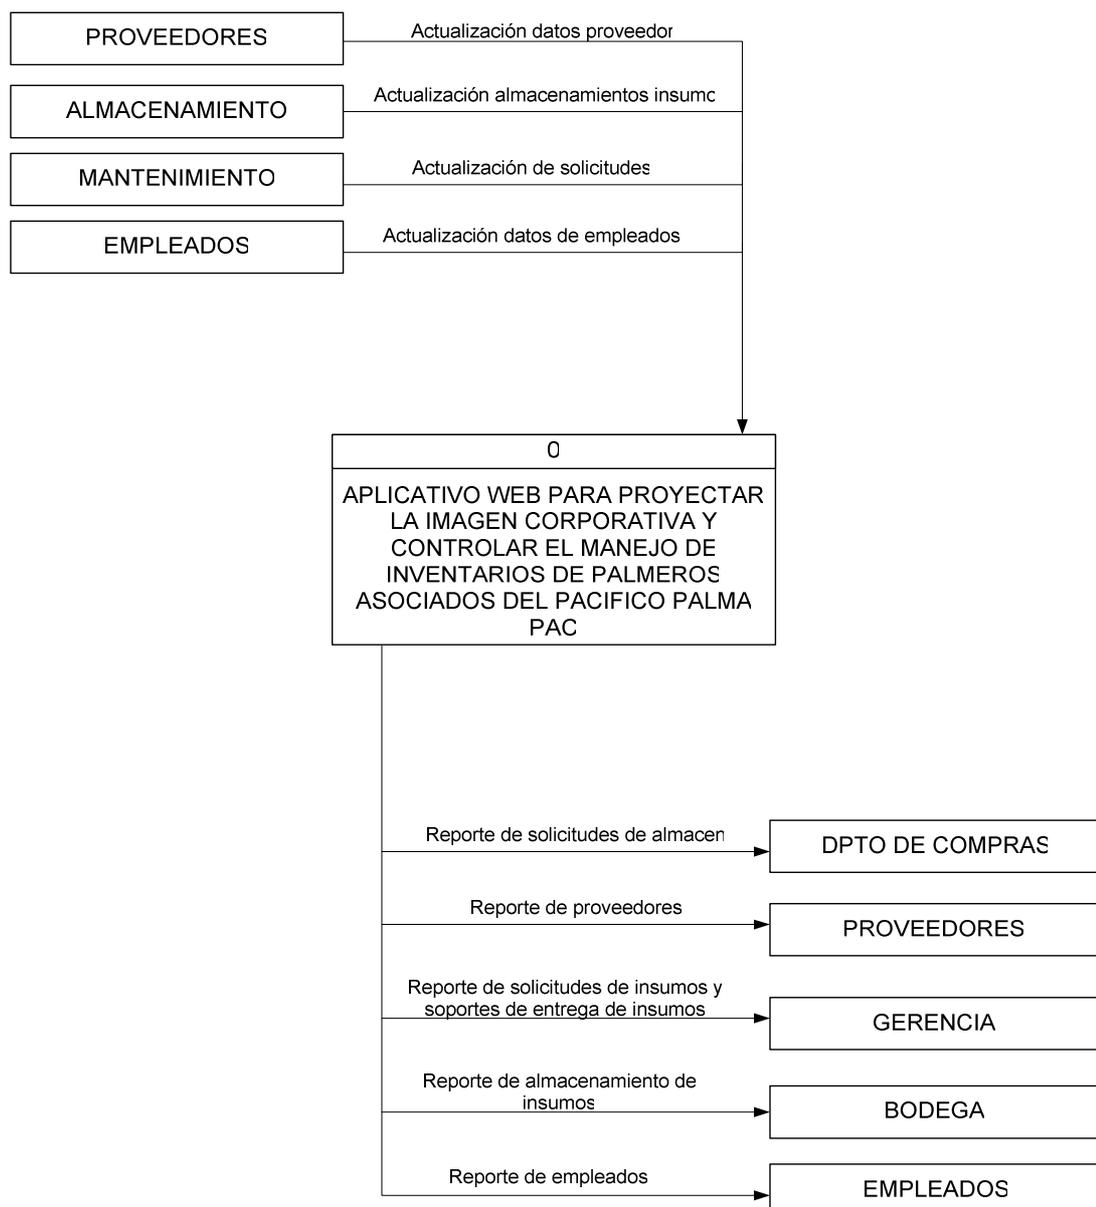 PROVEEDORES
Actualización datos proveedor
ALMACENAMIENTO
Actualización almacenamientos insumo
MANTENIMIENTO
Actualización de solicitudes
EMPLEADOS
Actualización datos de empleados
0
APLICATIVO WEB PARA PROYECTAR
LA IMAGEN CORPORATIVA Y
CONTROLAR EL MANEJO DE
INVENTARIOS DE PALMEROS
ASOCIADOS DEL PACIFICO PALMA
PAC
Reporte de solicitudes de almacen
DPTO DE COMPRAS
Reporte de proveedores
PROVEEDORES
Reporte de solicitudes de insumos y
soportes de entrega de insumos
GERENCIA
Reporte de almacenamiento de
insumos
BODEGA
Reporte de empleados
EMPLEADOS